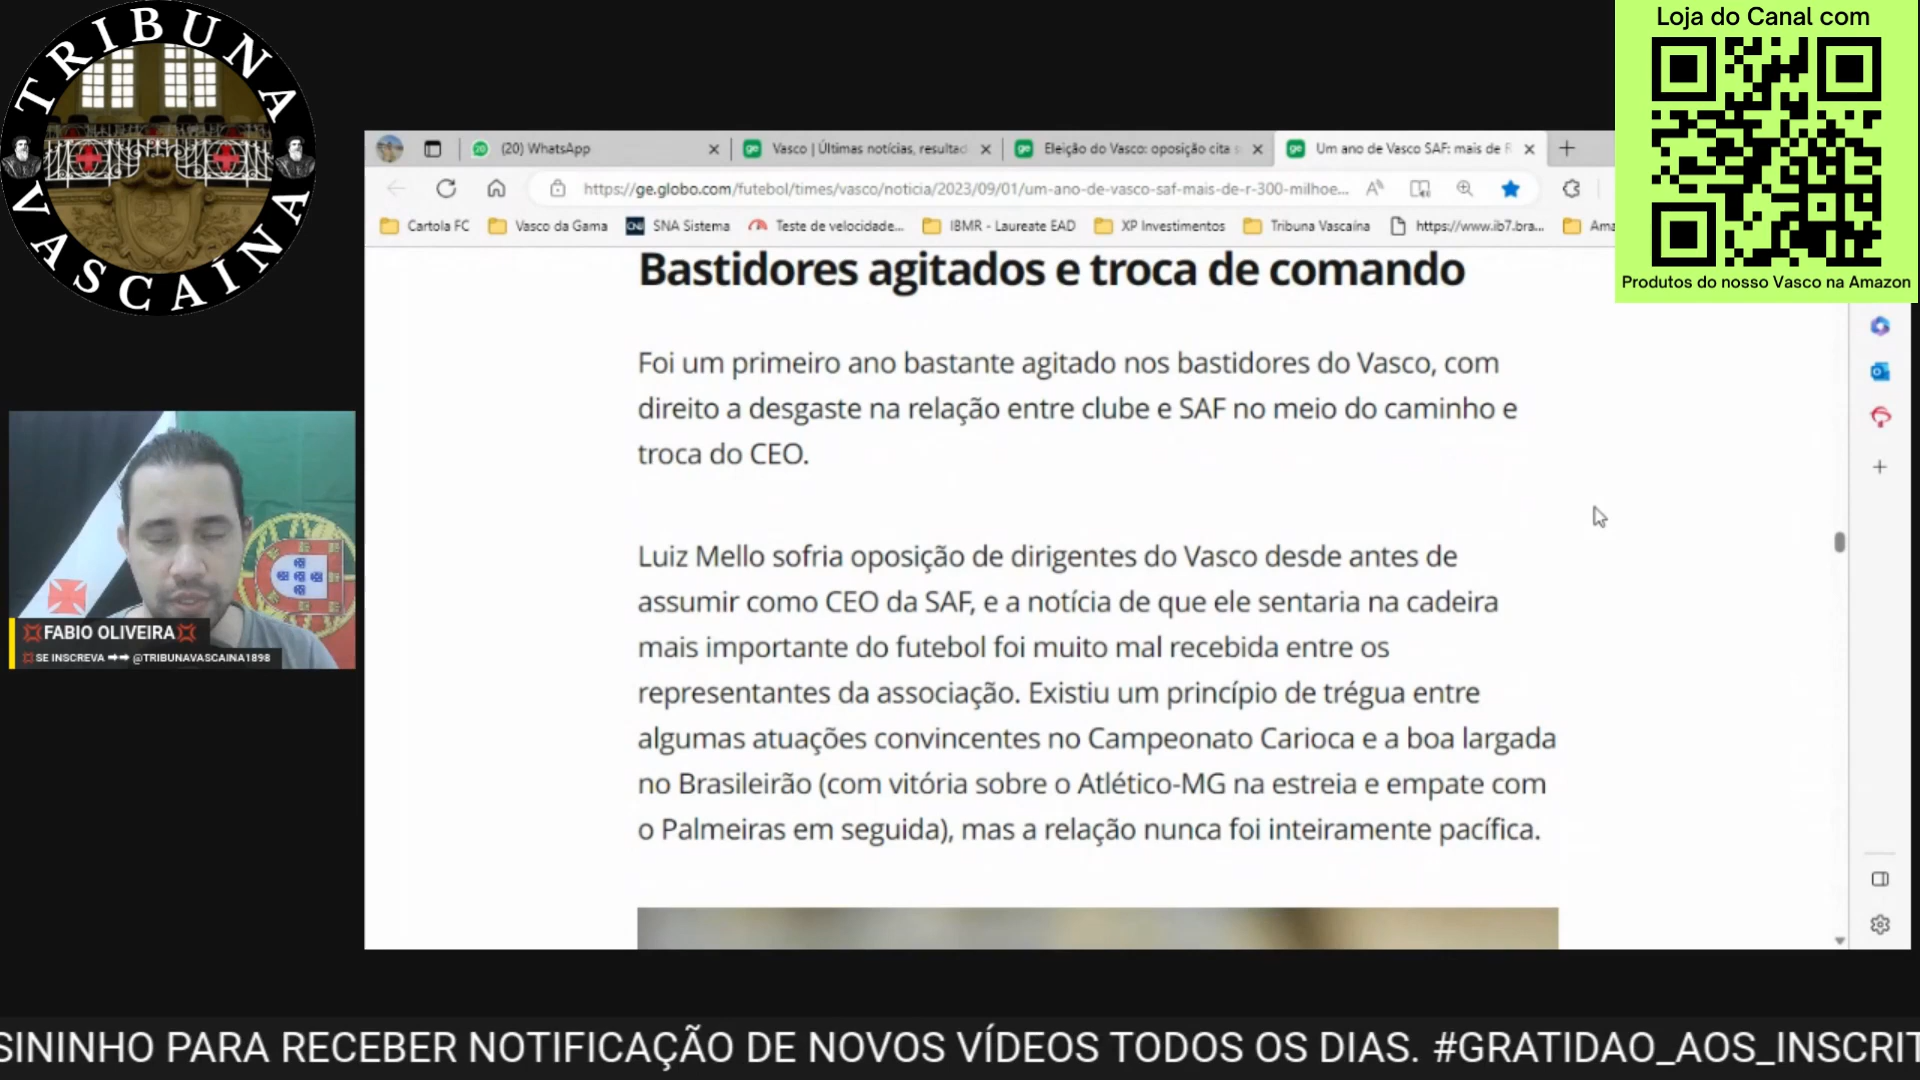 TRIBUNA
VASCAÍNA
Loja do Canal com
Produtos do nosso Vasco na Amazon
(20) WhatsApp
Vasco | Últimas notícias, resultad
Eleição do Vasco: oposição cita
Um ano de Vasco SAF: mais de R
https://ge.globo.com/futebol/times/vasco/noticia/2023/09/01/um-ano-de-vasco-saf-mais-de-r-300-milhoe...
Cartola FC
Vasco da Gama
SNA Sistema
Teste de velocidade...
IBMR - Laureate EAD
XP Investimentos
Tribuna Vascaína
https://www.ib7.bra...
Ama
Bastidores agitados e troca de comando
Foi um primeiro ano bastante agitado nos bastidores do Vasco, com
direito a desgaste na relação entre clube e SAF no meio do caminho e
troca do CEO.
Luiz Mello sofria oposição de dirigentes do Vasco desde antes de
assumir como CEO da SAF, e a notícia de que ele sentaria na cadeira
mais importante do futebol foi muito mal recebida entre os
representantes da associação. Existiu um princípio de trégua entre
algumas atuações convincentes no Campeonato Carioca e a boa largada
no Brasileirão (com vitória sobre o Atlético-MG na estreia e empate com
o Palmeiras em seguida), mas a relação nunca foi inteiramente pacífica.
💢FABIO OLIVEIRA💢
💢SE INSCREVA ➡➡ @TRIBUNAVASCAINA1898
SININHO PARA RECEBER NOTIFICAÇÃO DE NOVOS VÍDEOS TODOS OS DIAS. #GRATIDAO_AOS_INSCRIT